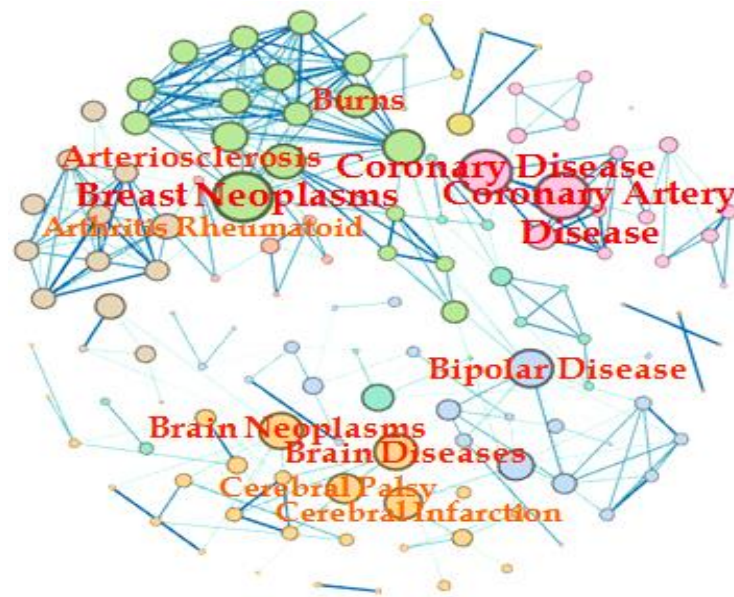 Burns
Arteriosclerosis
Coronary Disease
Breast Neoplasms
Coronary Artery
Disease
Arthritis Rheumatoid
Bipolar Disease
Brain Neoplasms
Brain Diseases
Cerebral Palsy
Cerebral Infarction